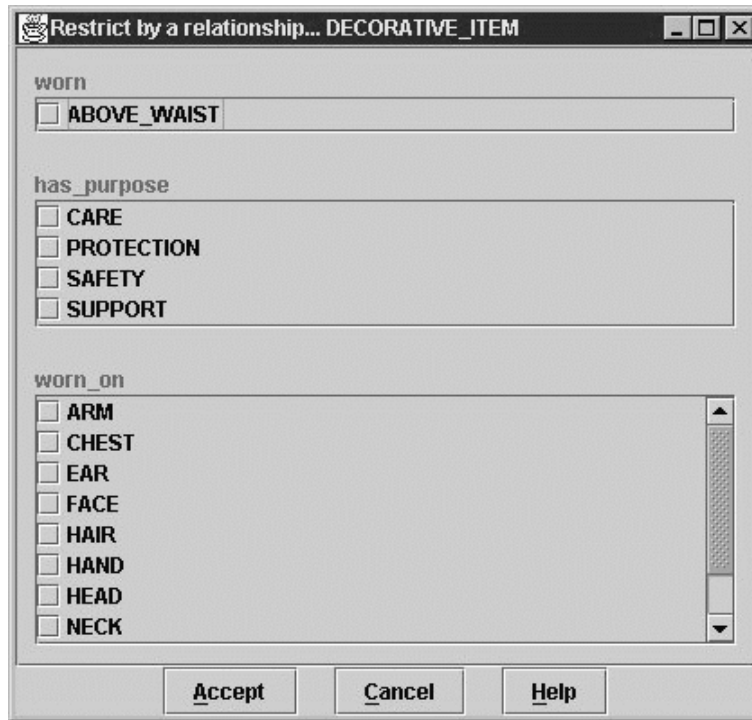 Restrict by a relationship... DECORATIVE_ITEM
worn
ABOVE_WAIST
has_purpose
CARE
PROTECTION
SAFETY
SUPPORT
worn_on
ARM
CHEST
EAR
FACE
HAIR
HAND
HEAD
NECK
Accept Cancel Help